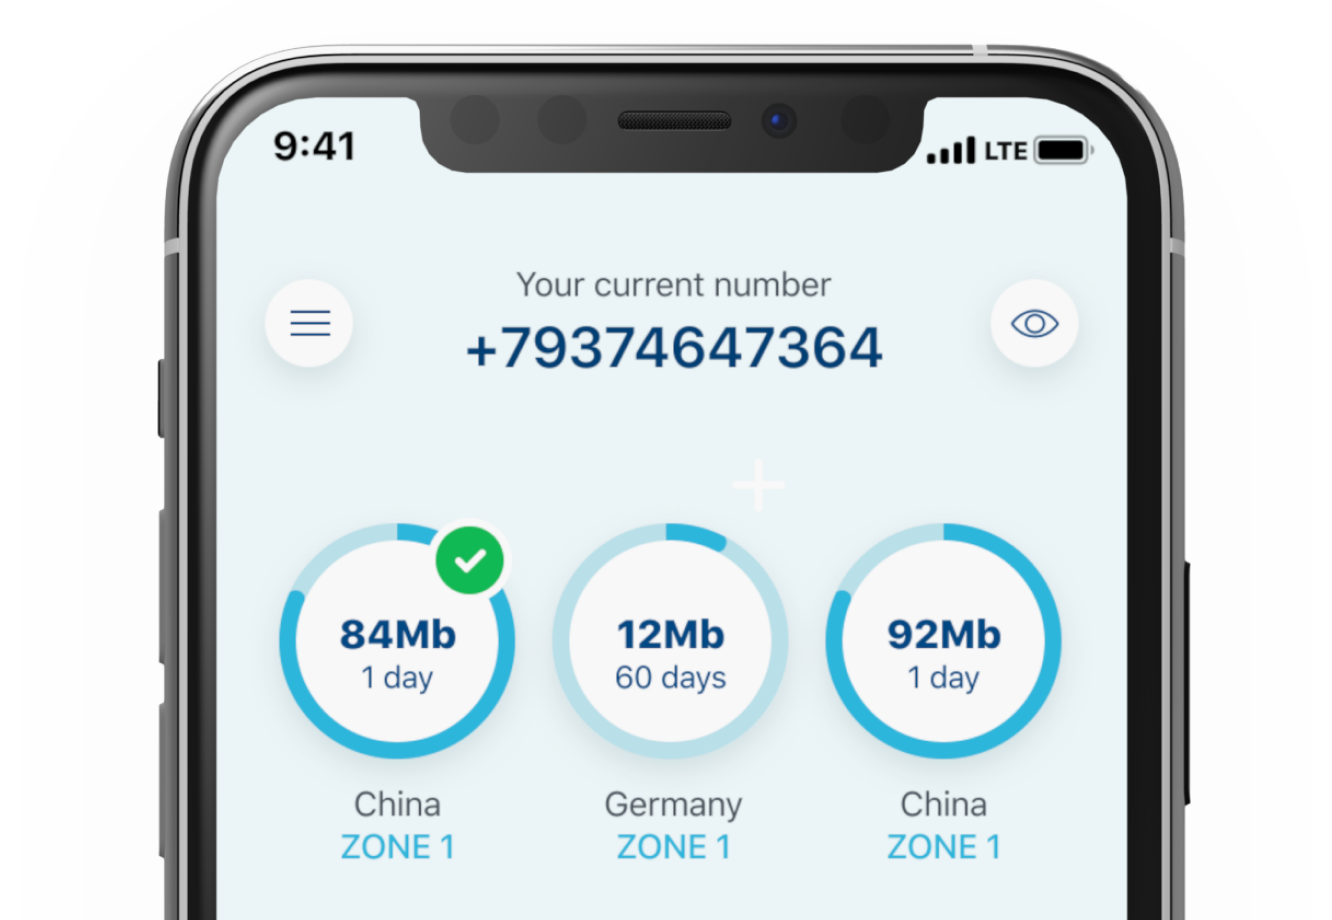 9:41
LTE
Your current number
+79374647364
84Mb
1 day
12Mb
60 days
92Mb
1 day
China
ZONE 1
Germany
ZONE 1
China
ZONE 1